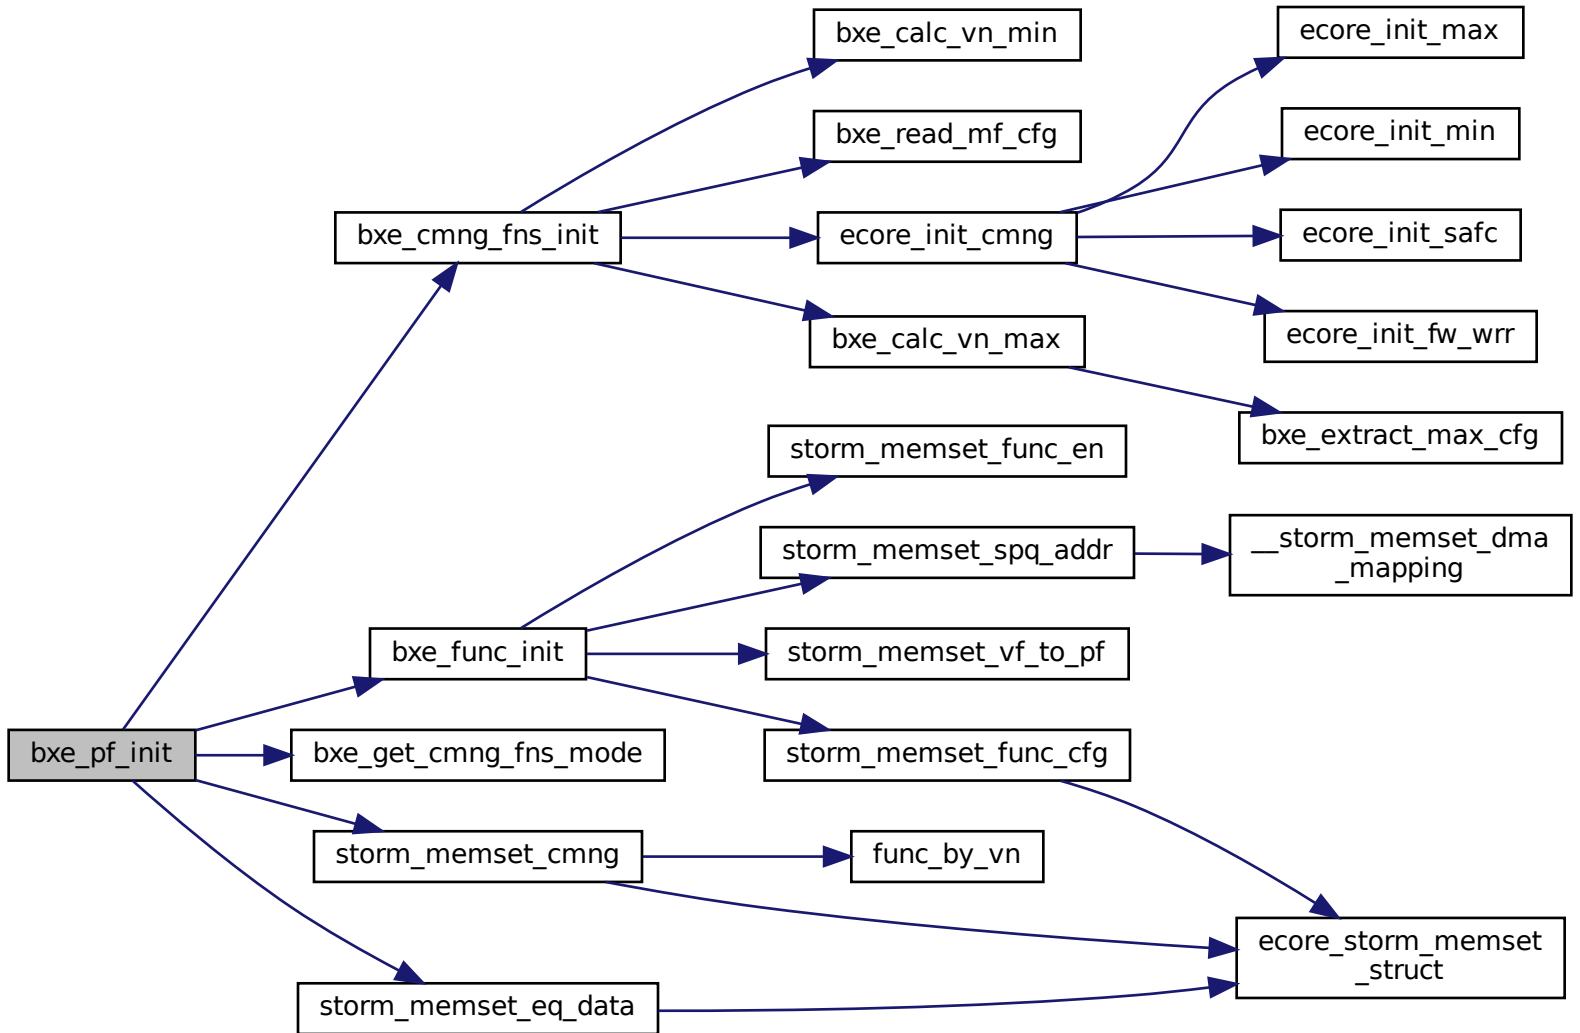 bxe_calc_vn_min
ecore_init_max
bxe_read_mf_cfg
ecore_init_min
bxe_cmng_fns_init
ecore_init_cmng
ecore_init_safc
bxe_calc_vn_max
ecore_init_fw_wrr
bxe_extract_max_cfg
storm_memset_func_en
storm_memset_spq_addr
__storm_memset_dma
_mapping
bxe_func_init
storm_memset_vf_to_pf
bxe_pf_init
bxe_get_cmng_fns_mode
storm_memset_func_cfg
storm_memset_cmng
func_by_vn
ecore_storm_memset
_struct
storm_memset_eq_data